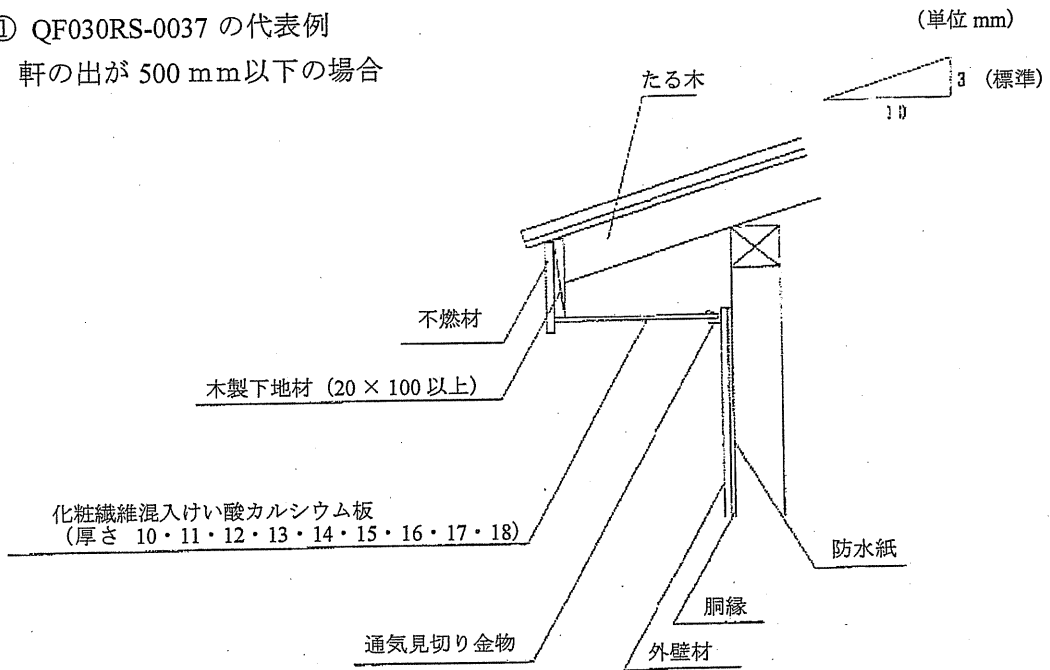 ① QF030RS-0037 の代表例
(単位 mm)
軒の出が 500 mm以下の場合
たる木
3 (標準)
10
不燃材
木製下地材 (20 × 100 以上)
化粧繊維混入けい酸カルシウム板
(厚さ 10・11・12・13・14・15・16・17・18)
防水紙
胴縁
通気見切り金物
外壁材